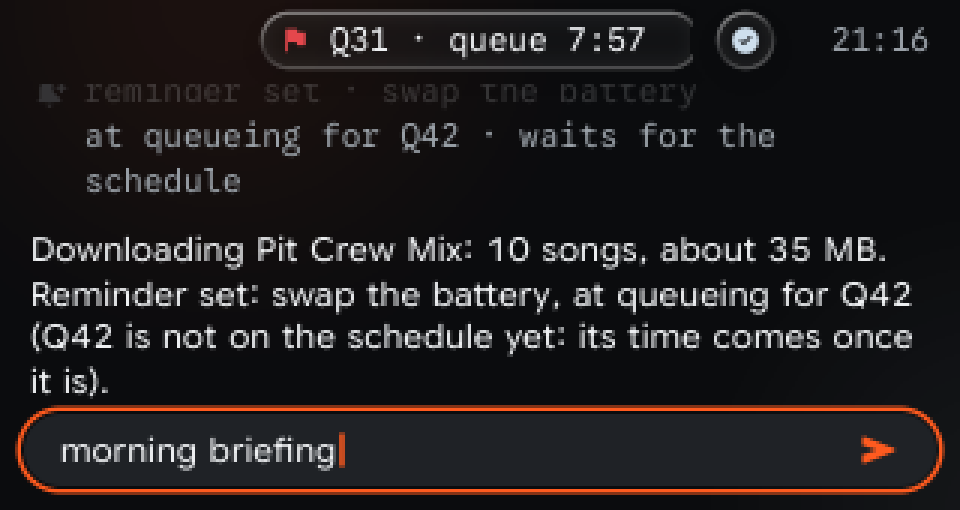 Q31 · queue 7:57
21:16
reminder set · swap the battery
at queueing for Q42 · waits for the
schedule
Downloading Pit Crew Mix: 10 songs, about 35 MB.
Reminder set: swap the battery, at queueing for Q42
(Q42 is not on the schedule yet: its time comes once
it is).
morning briefing